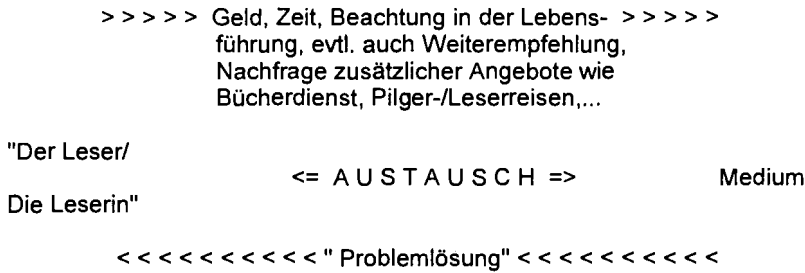 > > > > > Geld, Zeit, Beachtung in der Lebens- > > > > >
führung, evtl. auch Weiterempfehlung,
Nachfrage zusätzlicher Angebote wie
Bücherdienst, Pilger-/Leserreisen,...
"Der Leser/
<= A U S T A U S C H => Medium
Die Leserin"
< < < < < < < < < < " Problemlösung" < < < < < < < < < <